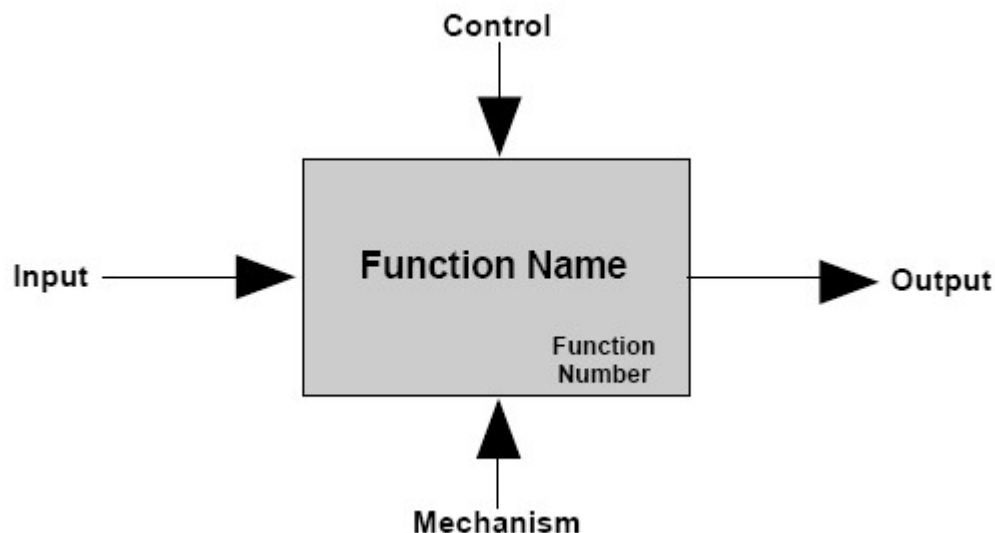 Control
Input
Function Name
Output
Function
Number
Mechanism